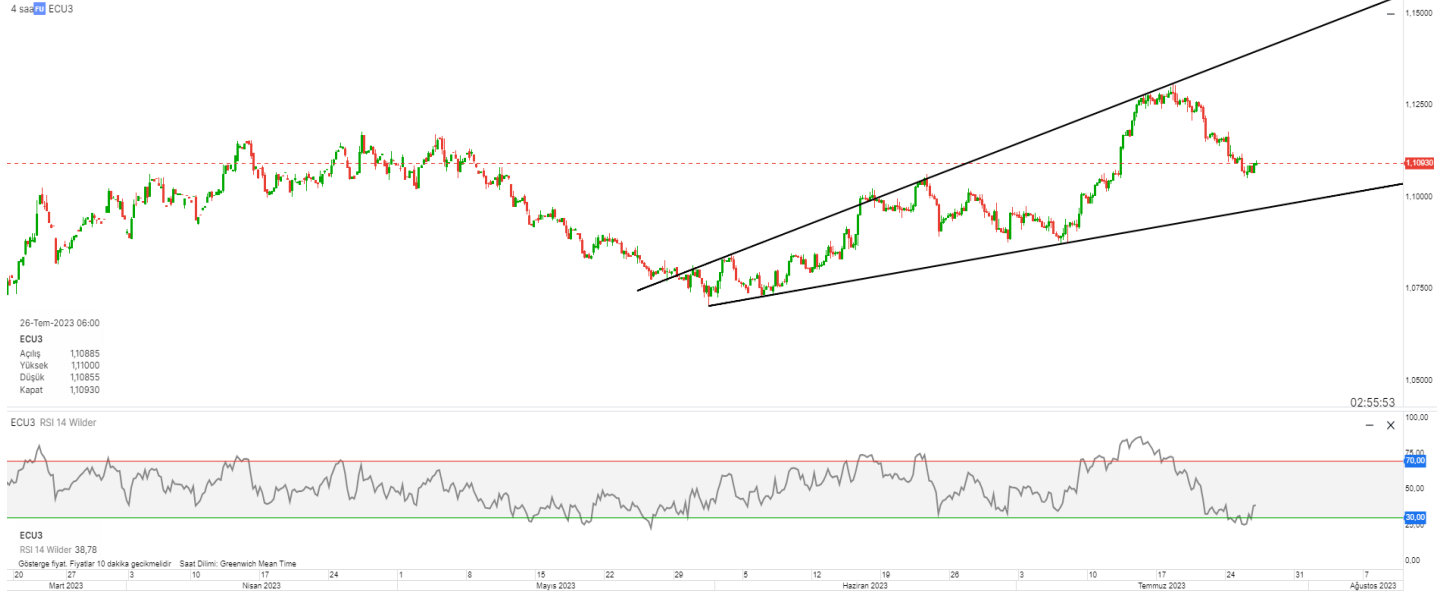 4 saa FU ECU3
1,15000
1,12500
1,10930
1,10000
1,07500
1,05000
26-Tem-2023 06:00
ECU3
Açılış 1,10885
Yüksek 1,11000
Düşük 1,10855
Kapat 1,10930
02:55:53
ECU3 RSI 14 Wilder
100,00
75,00
70,00
50,00
30,00
25,00
0,00
ECU3
RSI 14 Wilder 38,78
Gösterge fiyat. Fiyatlar 10 dakika gecikmelidir Saat Dilimi: Greenwich Mean Time
20 27 3 10 17 24 1 8 15 22 29 5 12 19 26 3 10 17 24 31 7
Mart 2023 Nisan 2023 Mayıs 2023 Haziran 2023 Temmuz 2023 Ağustos 2023